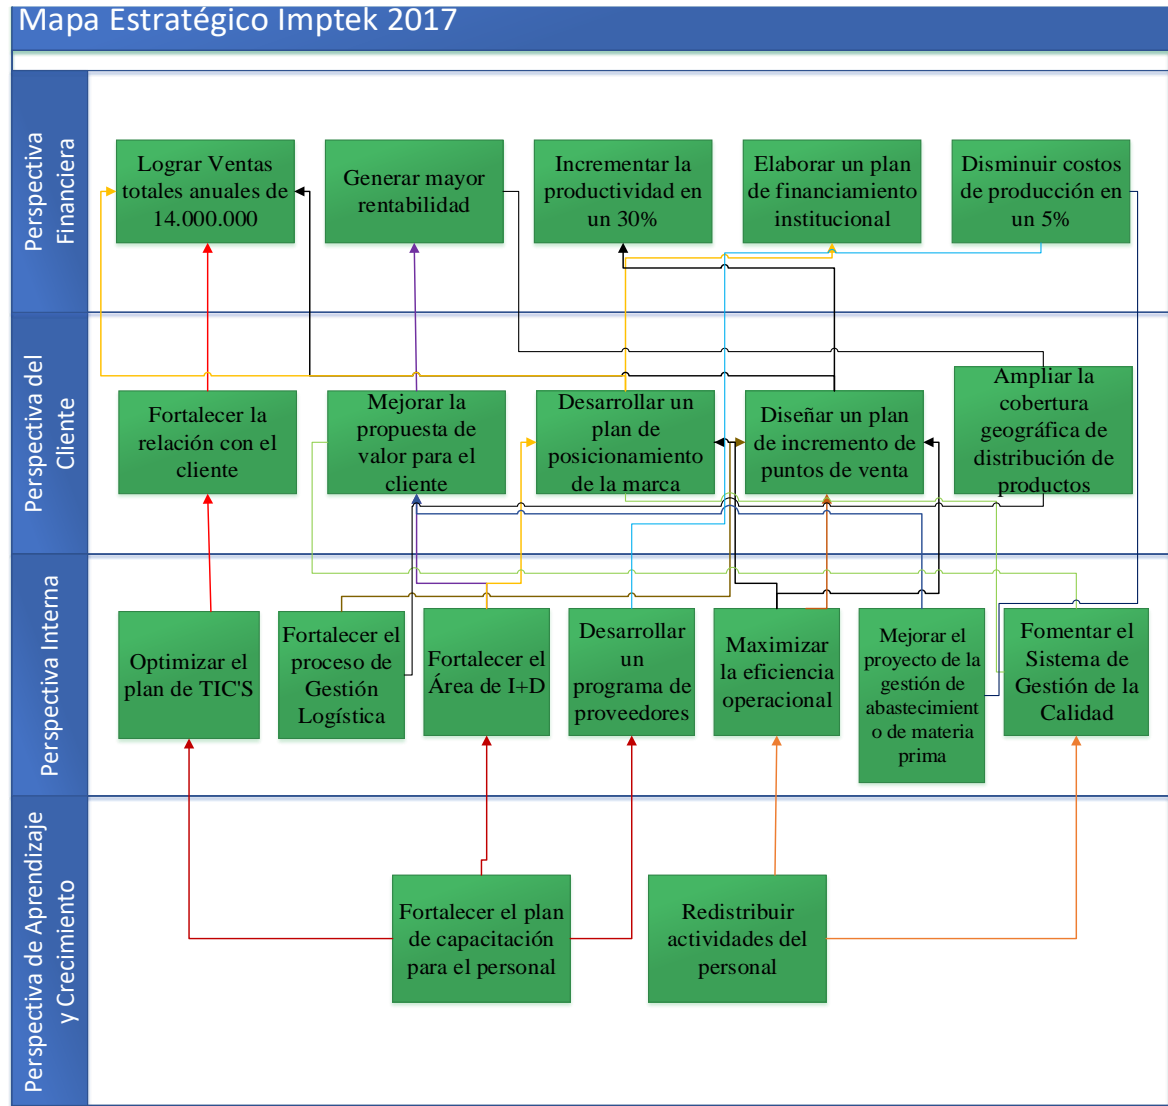 Mapa Estratégico Imptek 2017
Perspectiva
Financiera
Lograr Ventas
totales anuales de
14.000.000
Generar mayor
rentabilidad
Incrementar la
productividad en
un 30%
Elaborar un plan
de financiamiento
institucional
Disminuir costos
de producción en
un 5%
Perspectiva del
Cliente
Fortalecer la
relación con el
cliente
Mejorar la
propuesta de
valor para el
cliente
Desarrollar un
plan de
posicionamiento
de la marca
Diseñar un plan
de incremento de
puntos de venta
Ampliar la
cobertura
geográfica de
distribución de
productos
Perspectiva Interna
Optimizar el
plan de TIC'S
Fortalecer el
proceso de
Gestión
Logística
Fortalecer el
Área de I+D
Desarrollar
un
programa de
proveedores
Maximizar
la eficiencia
operacional
Mejorar el
proyecto de la
gestión de
abastecimient
o de materia
prima
Fomentar el
Sistema de
Gestión de la
Calidad
Perspectiva de Aprendizaje
y Crecimiento
Fortalecer el plan
de capacitación
para el personal
Redistribuir
actividades del
personal